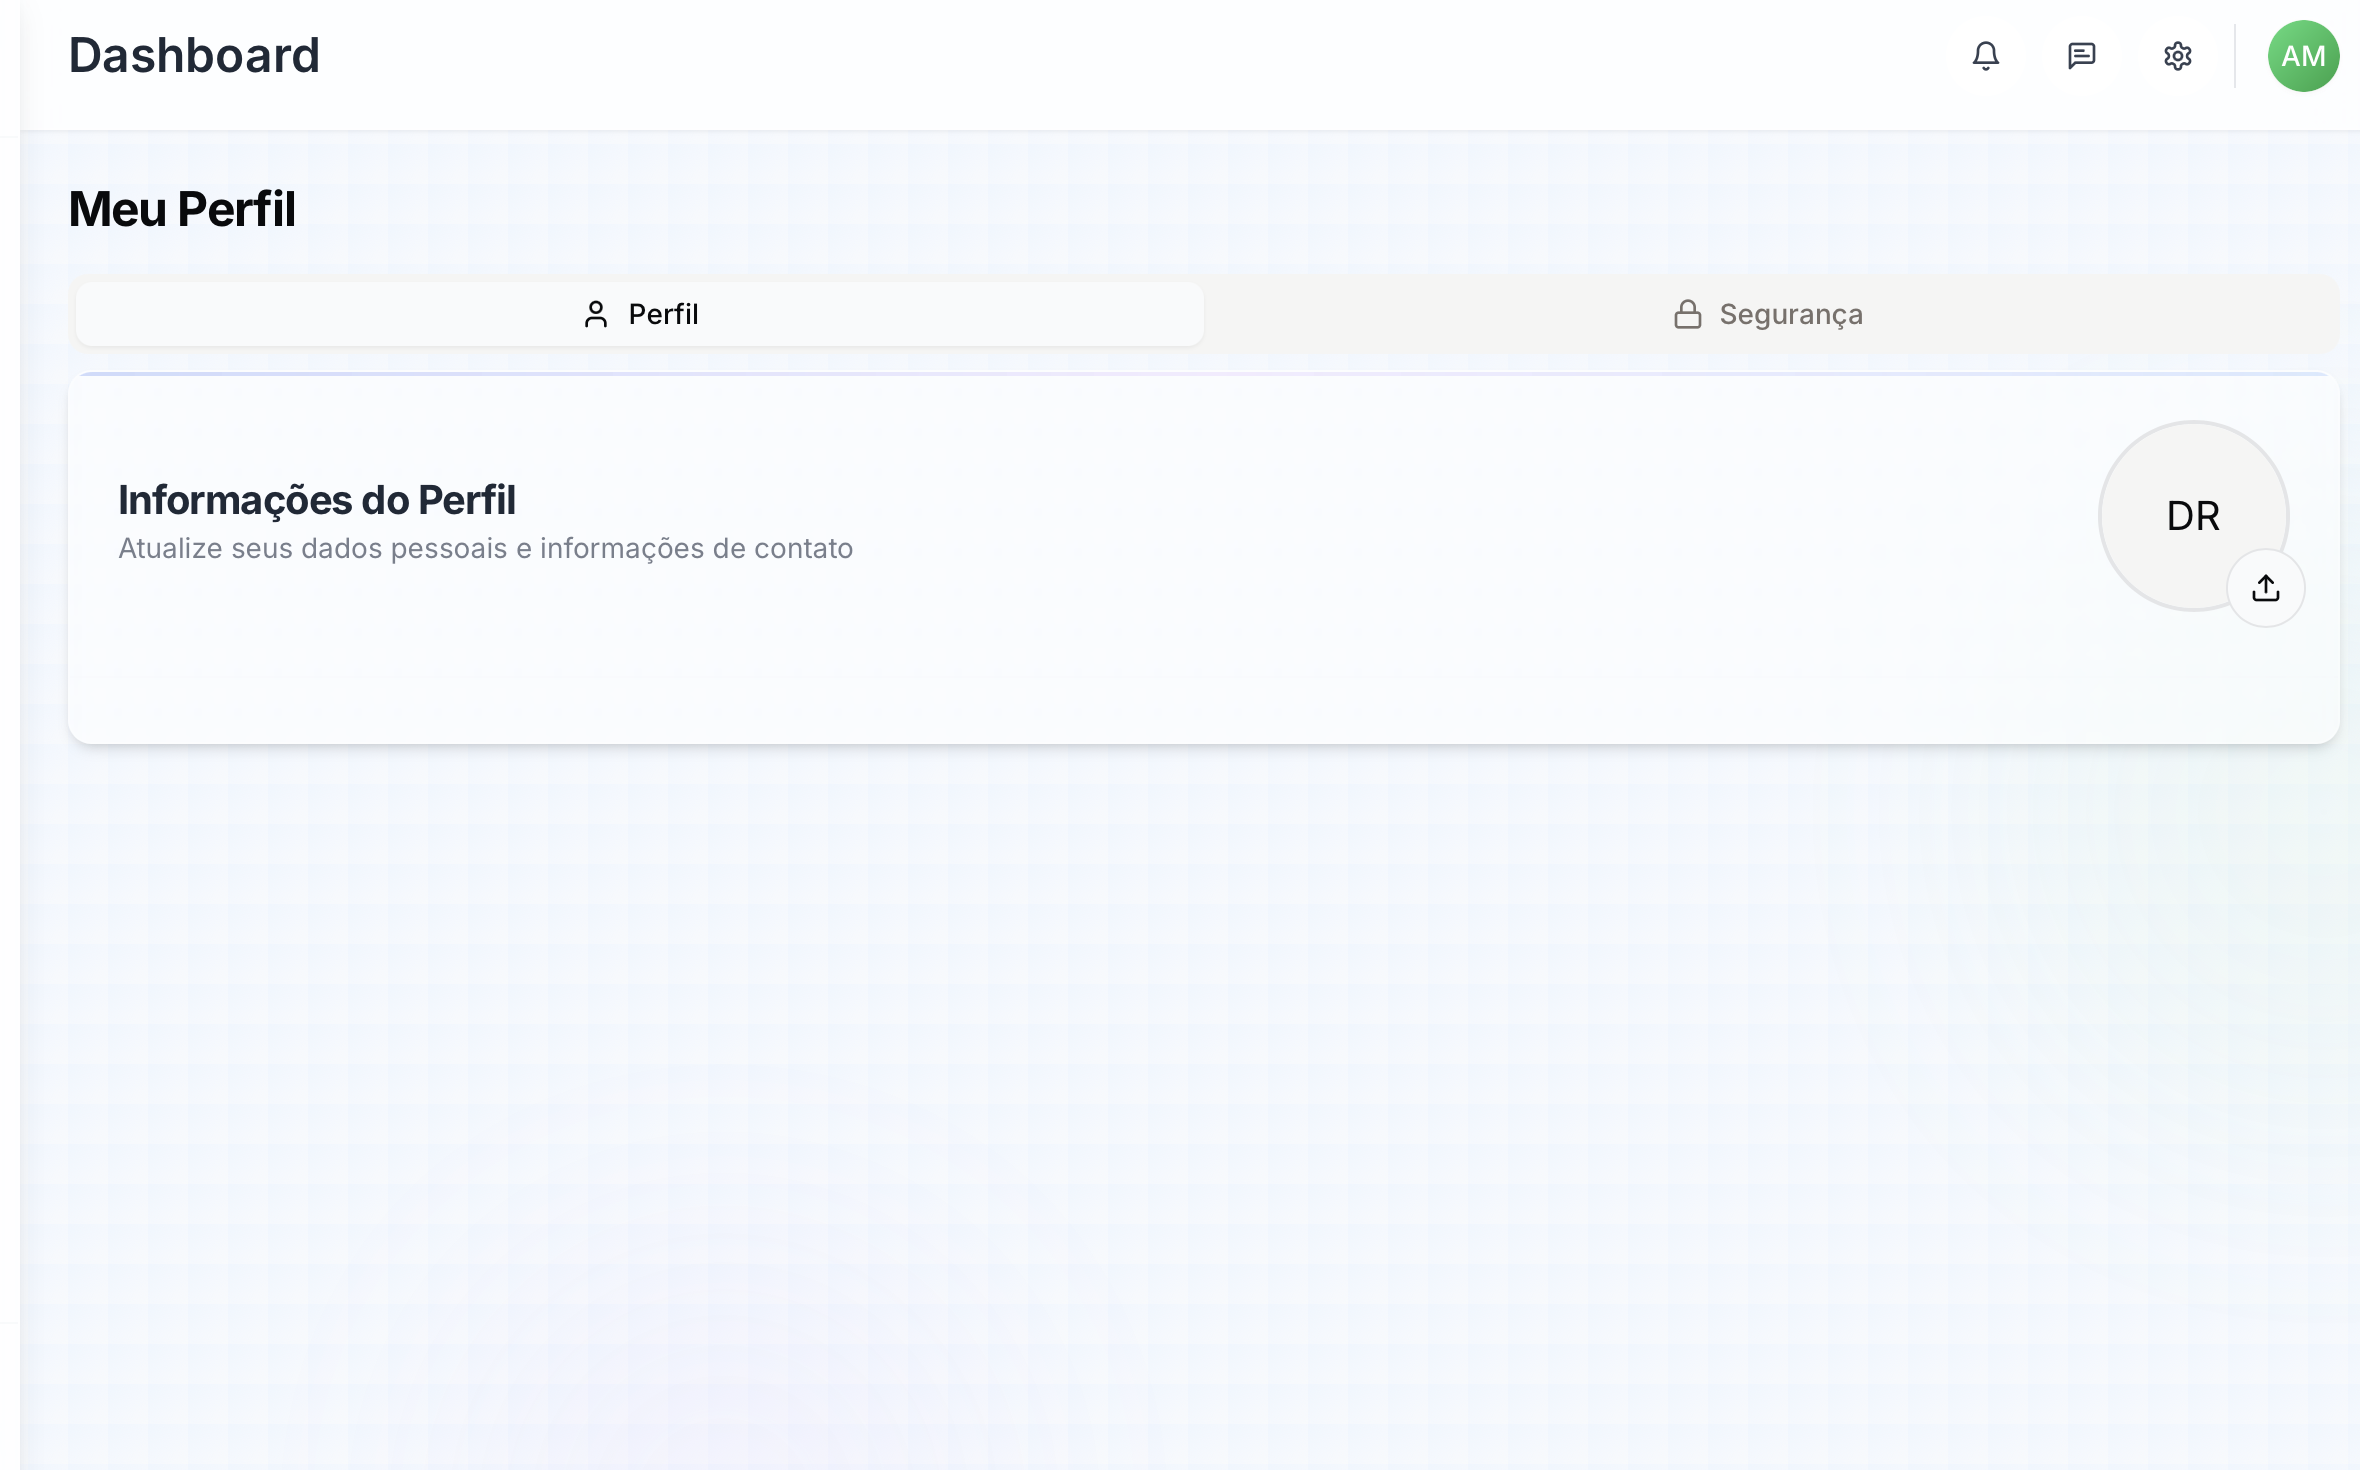 Dashboard
AM
Meu Perfil
Perfil
Segurança
Informações do Perfil
Atualize seus dados pessoais e informações de contato
DR